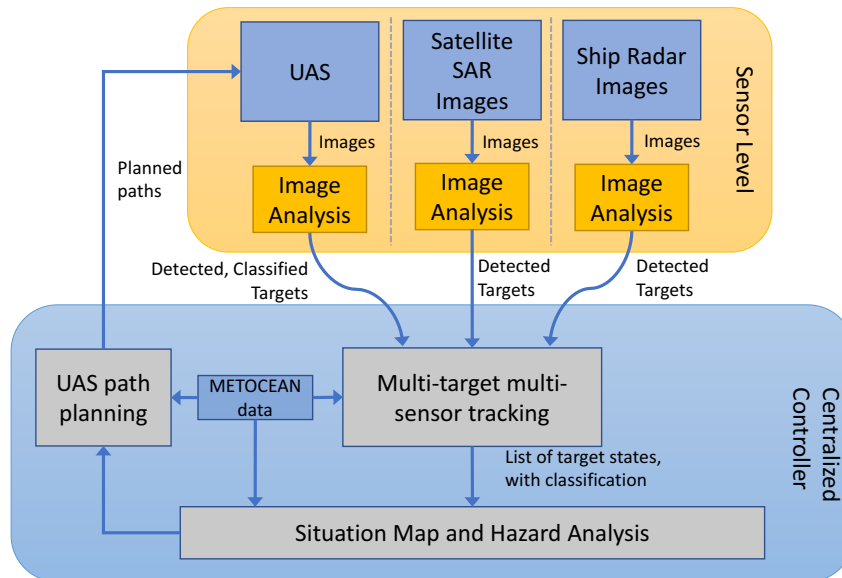 UAS
Satellite
SAR
Images
Ship Radar
Images
Sensor Level
Images
Images
Images
Planned
paths
Image
Analysis
Image
Analysis
Image
Analysis
Detected, Classified
Targets
Detected
Targets
Detected
Targets
UAS path
planning
METOCEAN
data
Multi-target multi-
sensor tracking
Centralized
Controller
List of target states,
with classification
Situation Map and Hazard Analysis